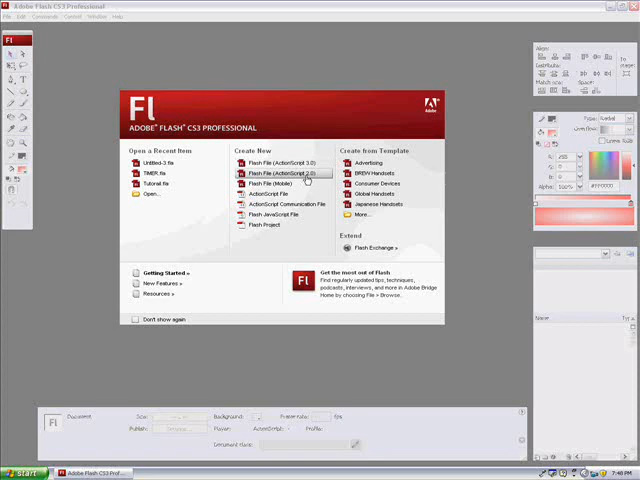 Adobe Flash CS3 Professional
File Edit Commands Control Window Help
Fl
Fl
Adobe
ADOBE® FLASH® CS3 PROFESSIONAL
Open a Recent Item
Untitled-3.fla
TIMER.fla
Tutorail.fla
Open...
Create New
Flash File (ActionScript 3.0)
Flash File (ActionScript 2.0)
Flash File (Mobile)
ActionScript File
ActionScript Communication File
Flash JavaScript File
Flash Project
Create from Template
Advertising
BREW Handsets
Consumer Devices
Global Handsets
Japanese Handsets
More...
Extend
Flash Exchange »
Getting Started »
New Features »
Resources »
Fl
Get the most out of Flash
Find regularly updated tips, techniques,
podcasts, interviews, and more in Adobe Bridge
Home by choosing File > Browse.
Don't show again
Align:
Distribute:
Match size:
Space:
To
stage:
Type: Radial
Overflow:
Linear RGB
R: 255
G: 0
B: 0
Alpha: 100%
#FF0000
Name
Fl
Document
Size:
Background:
Frame rate:
fps
Publish:
Settings...
Player:
ActionScript:
Profile:
Document class:
start
Adobe Flash CS3 Prof...
7:48 PM